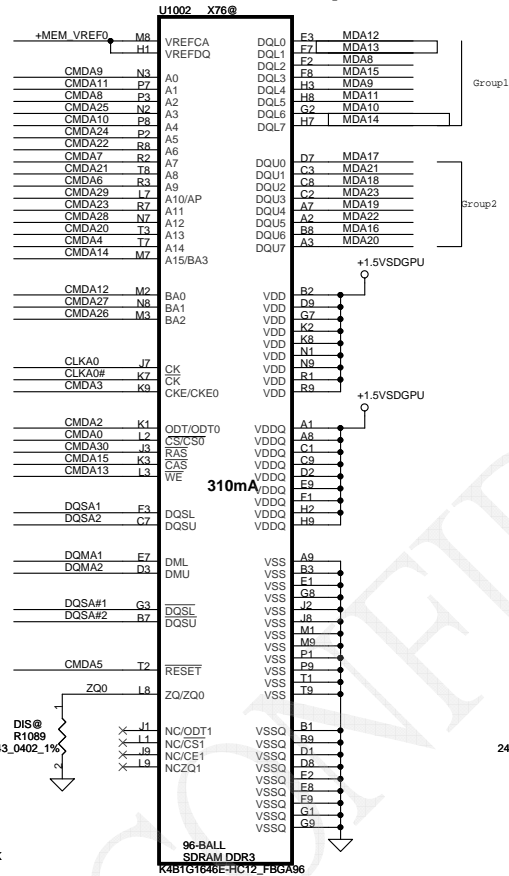 U1002 X76@
+MEM_VREF0 M8 VREFCA
H1 VREFDQ
CMDA9 N3 A0
CMDA11 P7 A1
CMDA8 P3 A2
CMDA25 N2 A3
CMDA10 P8 A4
CMDA24 P2 A5
CMDA22 R8 A6
CMDA7 R2 A7
CMDA21 T8 A8
CMDA6 R3 A9
CMDA29 L7 A10/AP
CMDA23 R7 A11
CMDA28 N7 A12
CMDA20 T3 A13
CMDA4 T7 A14
CMDA14 M7 A15/BA3
CMDA12 M2 BA0
CMDA27 N8 BA1
CMDA26 M3 BA2
CLKA0 J7 CK
CLKA0# K7 CK
CMDA3 K9 CKE/CKE0
CMDA2 K1 ODT/ODT0
CMDA0 L2 CS/CS0
CMDA30 J3 RAS
CMDA15 K3 CAS
CMDA13 L3 WE
310mA
DQSA1 F3 DQSL
DQSA2 C7 DQSU
DQMA1 E7 DML
DQMA2 D3 DMU
DQSA#1 G3 DQSL
DQSA#2 B7 DQSU
CMDA5 T2 RESET
ZQ0 L8 ZQ/ZQ0
1
DIS@
R1089
43_0402_1%
2
J1 NC/ODT1
L1 NC/CS1
J9 NC/CE1
L9 NCZQ1
DQL0 E3 MDA12
DQL1 F7 MDA13
DQL2 F2 MDA8
DQL3 F8 MDA15
DQL4 H3 MDA9
DQL5 H8 MDA11
DQL6 G2 MDA10
DQL7 H7 MDA14
Group1
DQU0 D7 MDA17
DQU1 C3 MDA21
DQU2 C8 MDA18
DQU3 C2 MDA23
DQU4 A7 MDA19
DQU5 A2 MDA22
DQU6 B8 MDA16
DQU7 A3 MDA20
Group2
+1.5VSDGPU
VDD B2
VDD D9
VDD G7
VDD K2
VDD K8
VDD N1
VDD N9
VDD R1
VDD R9
+1.5VSDGPU
VDDQ A1
VDDQ A8
VDDQ C1
VDDQ C9
VDDQ D2
VDDQ E9
VDDQ F1
VDDQ H2
VDDQ H9
VSS A9
VSS B3
VSS E1
VSS G8
VSS J2
VSS J8
VSS M1
VSS M9
VSS P1
VSS P9
VSS T1
VSS T9
VSSQ B1
VSSQ B9
VSSQ D1
VSSQ D8
VSSQ E2
VSSQ E8
VSSQ F9
VSSQ G1
VSSQ G9
24
96-BALL
SDRAM DDR3
K4B1G1646E-HC12_FBGA96